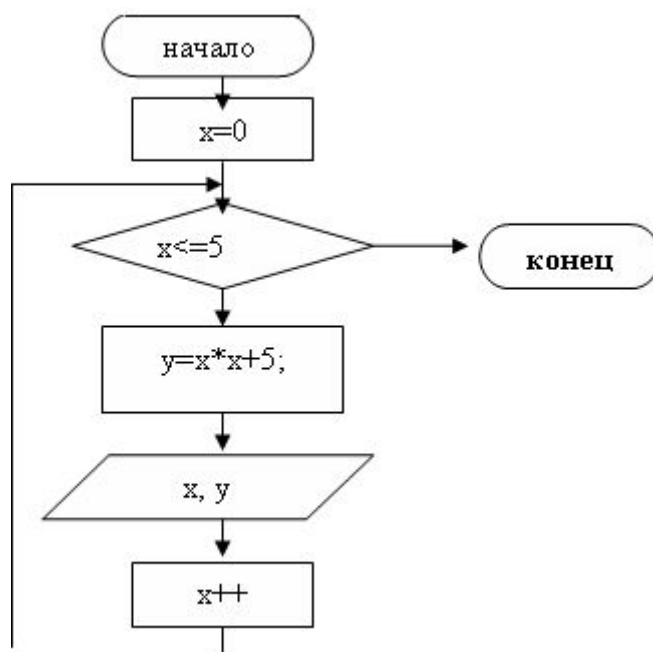 начало
x=0
x<=5
конец
y=x*x+5;
x, y
x++